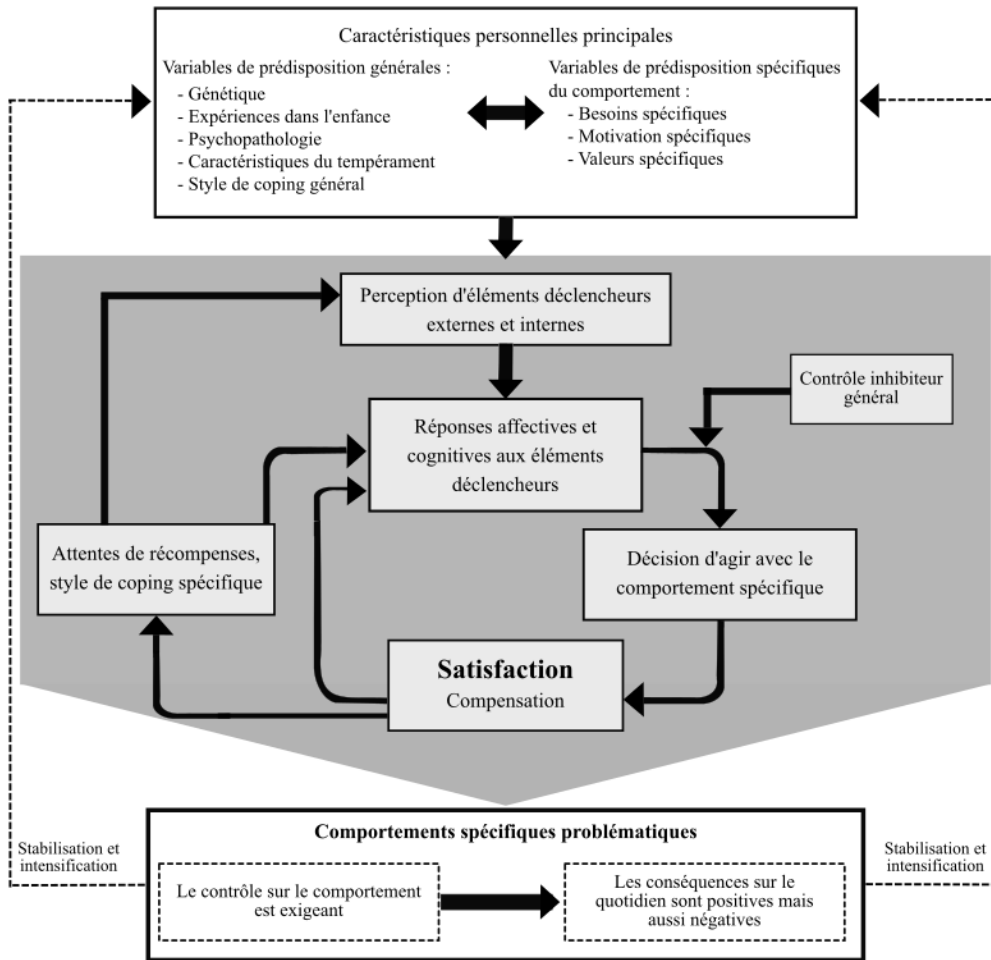 Caractéristiques personnelles principales
Variables de prédisposition générales :
- Génétique
- Expériences dans l'enfance
- Psychopathologie
- Caractéristiques du tempérament
- Style de coping général
Variables de prédisposition spécifiques
du comportement :
- Besoins spécifiques
- Motivation spécifiques
- Valeurs spécifiques
Perception d'éléments déclencheurs
externes et internes
Contrôle inhibiteur
général
Réponses affectives et
cognitives aux éléments
déclencheurs
Attentes de récompenses,
style de coping spécifique
Décision d'agir avec le
comportement spécifique
Satisfaction
Compensation
Comportements spécifiques problématiques
Stabilisation et
intensification
Le contrôle sur le comportement
est exigeant
Les conséquences sur le
quotidien sont positives mais
aussi négatives
Stabilisation et
intensification